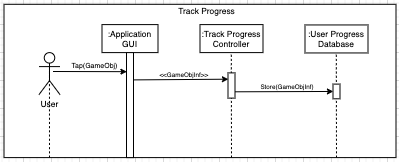 Track Progress
:Application
GUI
:Track Progress
Controller
:User Progress
Database
Tap(GameObj)
<<GameObjInf>>
Store(GameObjInf)
User